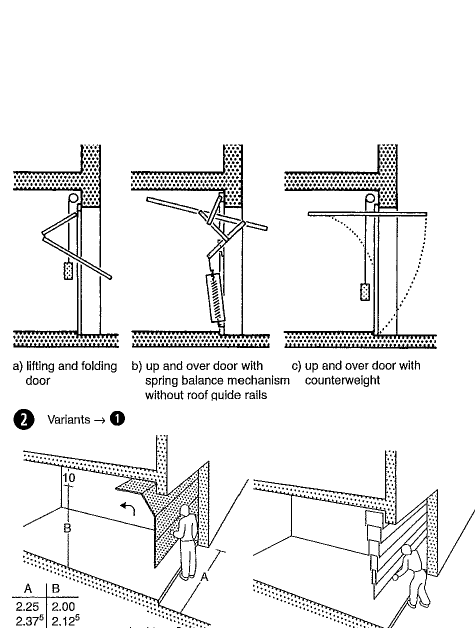 a) lifting and folding
door
b) up and over door with
spring balance mechanism
without roof guide rails
c) up and over door with
counterweight
2 Variants → 1
10
B
A
A B
2.25 2.00
2.37⁵ 2.12⁵